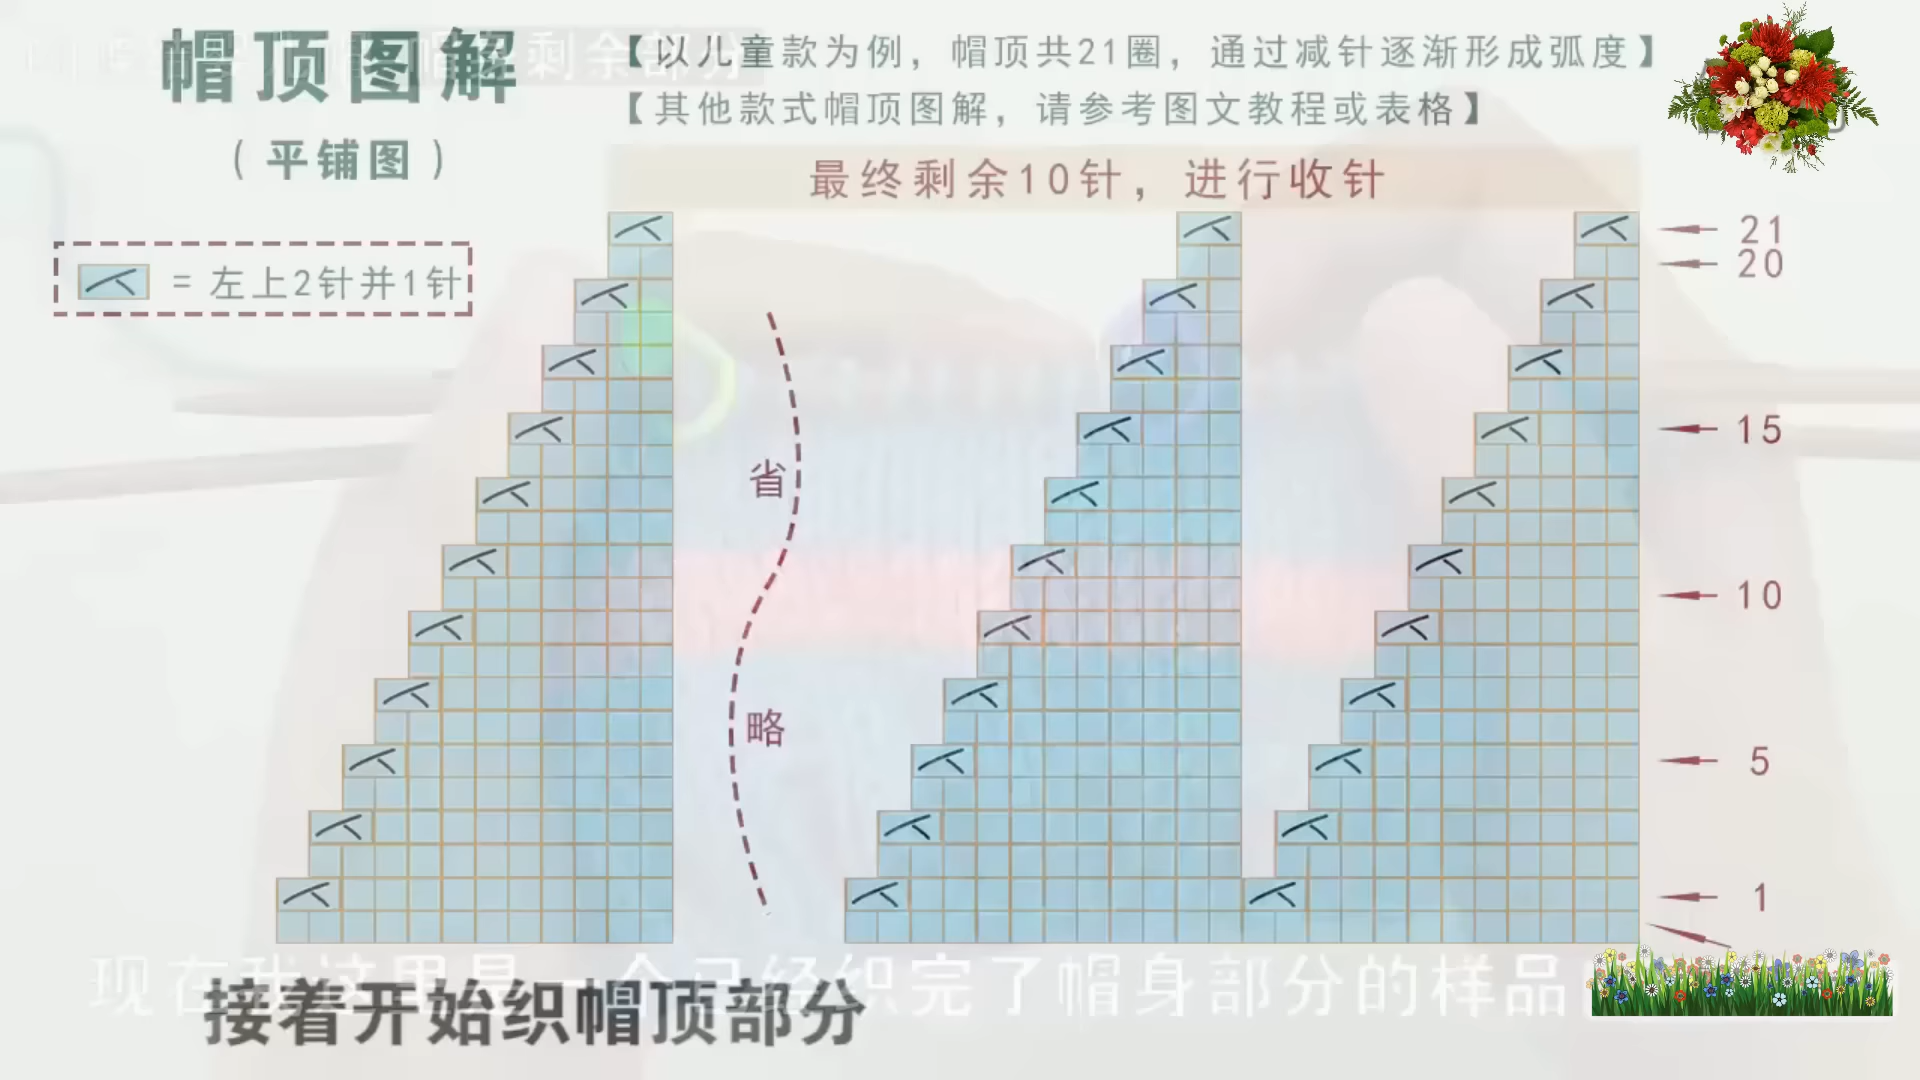 帽顶图解
（平铺图）
【以儿童款为例，帽顶共21圈，通过减针逐渐形成弧度】
【其他款式帽顶图解，请参考图文教程或表格】
最终剩余10针，进行收针
= 左上2针并1针
省
略
21
20
15
10
5
1
现在我这里是一个已经织完了帽身部分的样品
接着开始织帽顶部分